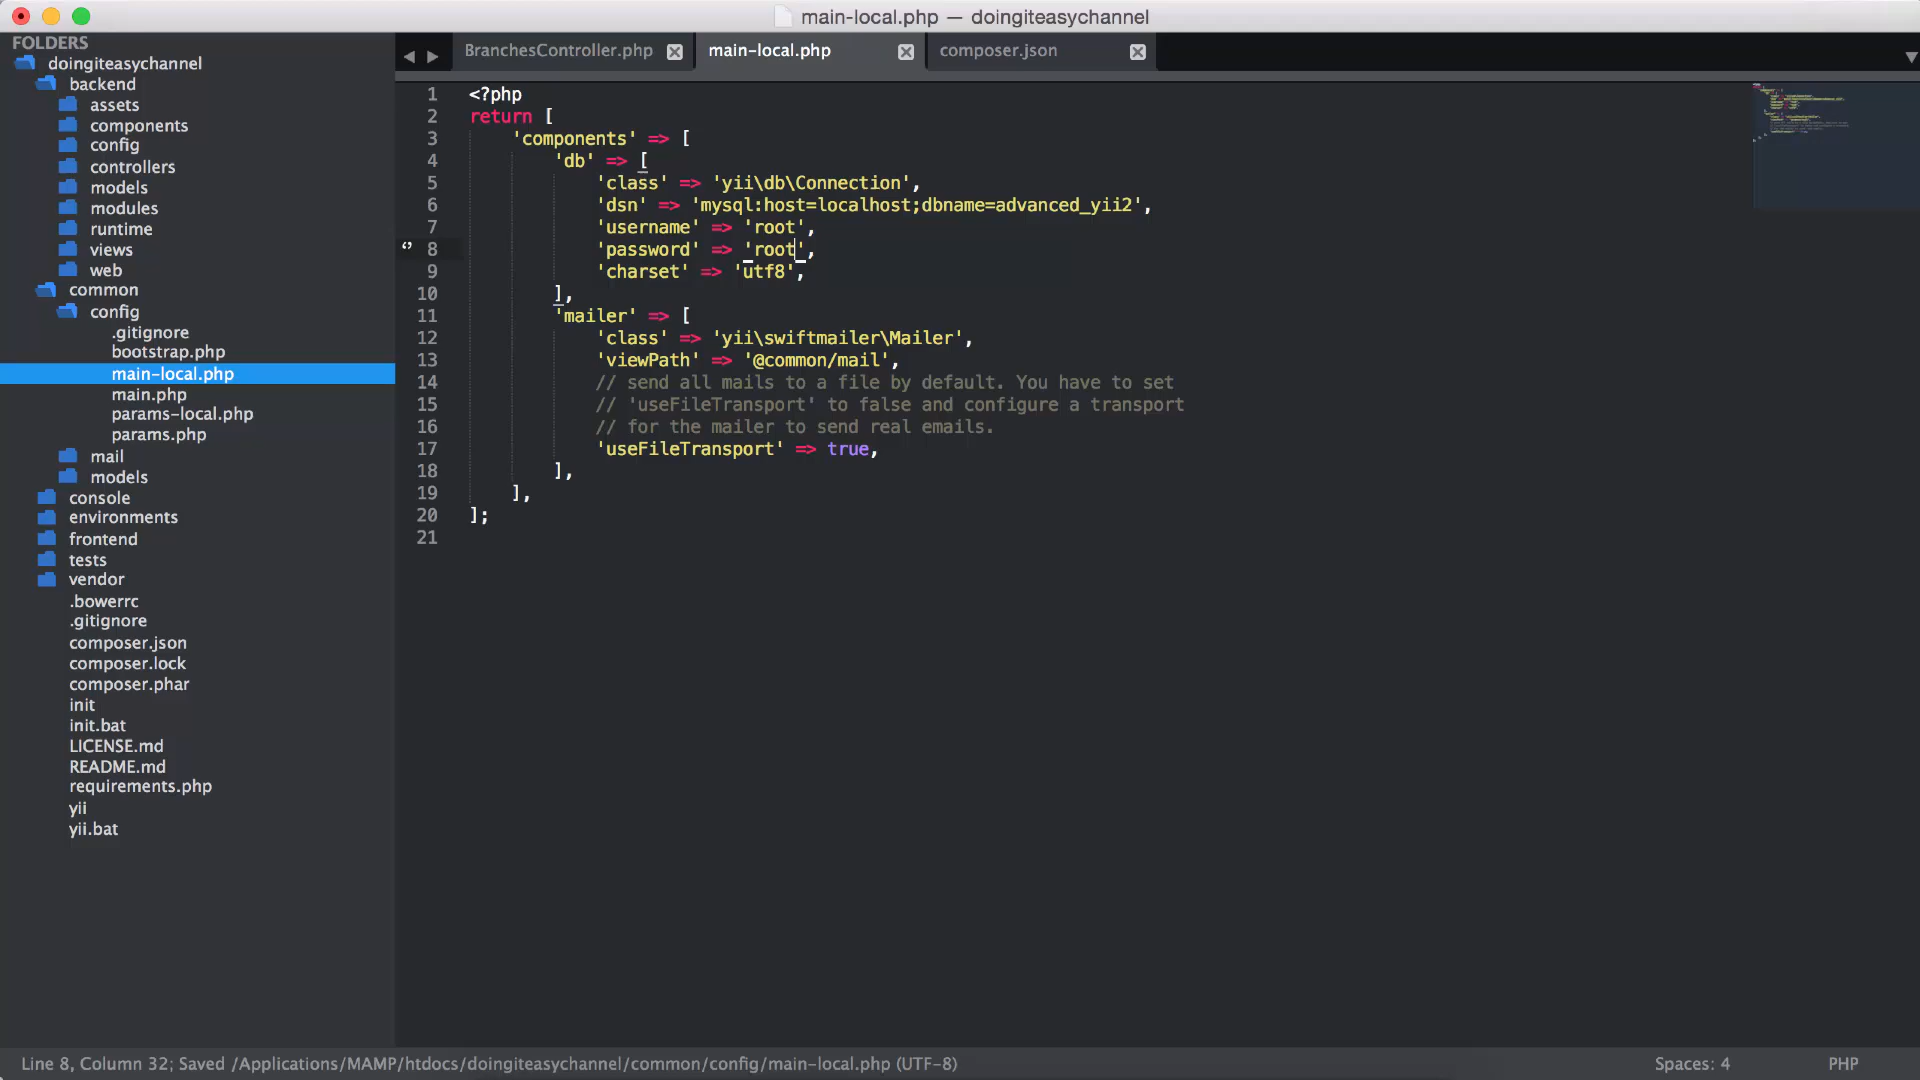 main-local.php — doingiteasychannel
FOLDERS
doingiteasychannel
backend
assets
components
config
controllers
models
modules
runtime
views
web
common
config
.gitignore
bootstrap.php
main-local.php
main.php
params-local.php
params.php
mail
models
console
environments
frontend
tests
vendor
.bowerrc
.gitignore
composer.json
composer.lock
composer.phar
init
init.bat
LICENSE.md
README.md
requirements.php
yii
yii.bat
BranchesController.php
main-local.php
composer.json
1 <?php
2 return [
3     'components' => [
4         'db' => [
5             'class' => 'yii\db\Connection',
6             'dsn' => 'mysql:host=localhost;dbname=advanced_yii2',
7             'username' => 'root',
8             'password' => 'root',
9             'charset' => 'utf8',
10         ],
11         'mailer' => [
12             'class' => 'yii\swiftmailer\Mailer',
13             'viewPath' => '@common/mail',
14             // send all mails to a file by default. You have to set
15             // 'useFileTransport' to false and configure a transport
16             // for the mailer to send real emails.
17             'useFileTransport' => true,
18         ],
19     ],
20 ];
21
Line 8, Column 32; Saved /Applications/MAMP/htdocs/doingiteasychannel/common/config/main-local.php (UTF-8)
Spaces: 4
PHP